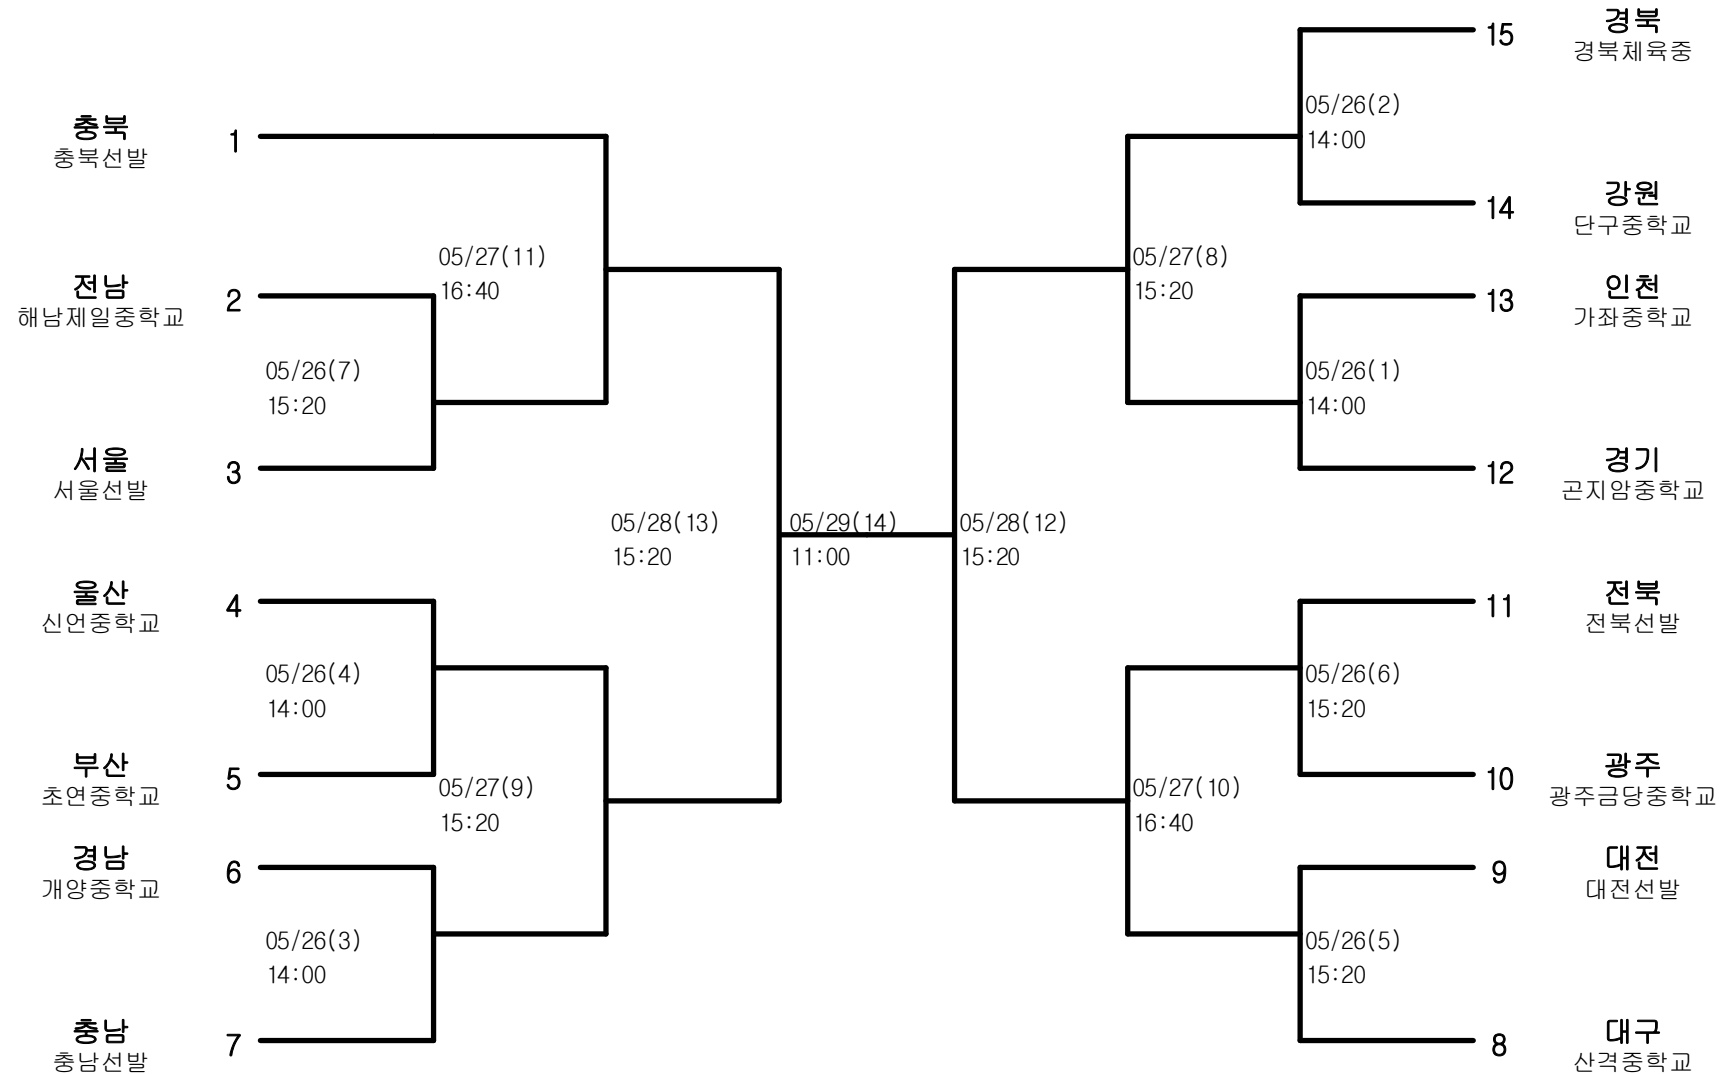 충북
충북선발
1
05/27(11)
16:40
전남
해남제일중학교
2
05/26(7)
15:20
서울
서울선발
3
05/28(13)
15:20
울산
신언중학교
4
05/26(4)
14:00
부산
초연중학교
5
05/27(9)
15:20
경남
개양중학교
6
05/26(3)
14:00
충남
충남선발
7
05/29(14)
11:00
15
경북
경북체육중
05/26(2)
14:00
14
강원
단구중학교
05/27(8)
15:20
13
인천
가좌중학교
05/26(1)
14:00
12
경기
곤지암중학교
05/28(12)
15:20
11
전북
전북선발
05/26(6)
15:20
10
광주
광주금당중학교
05/27(10)
16:40
9
대전
대전선발
05/26(5)
15:20
8
대구
산격중학교